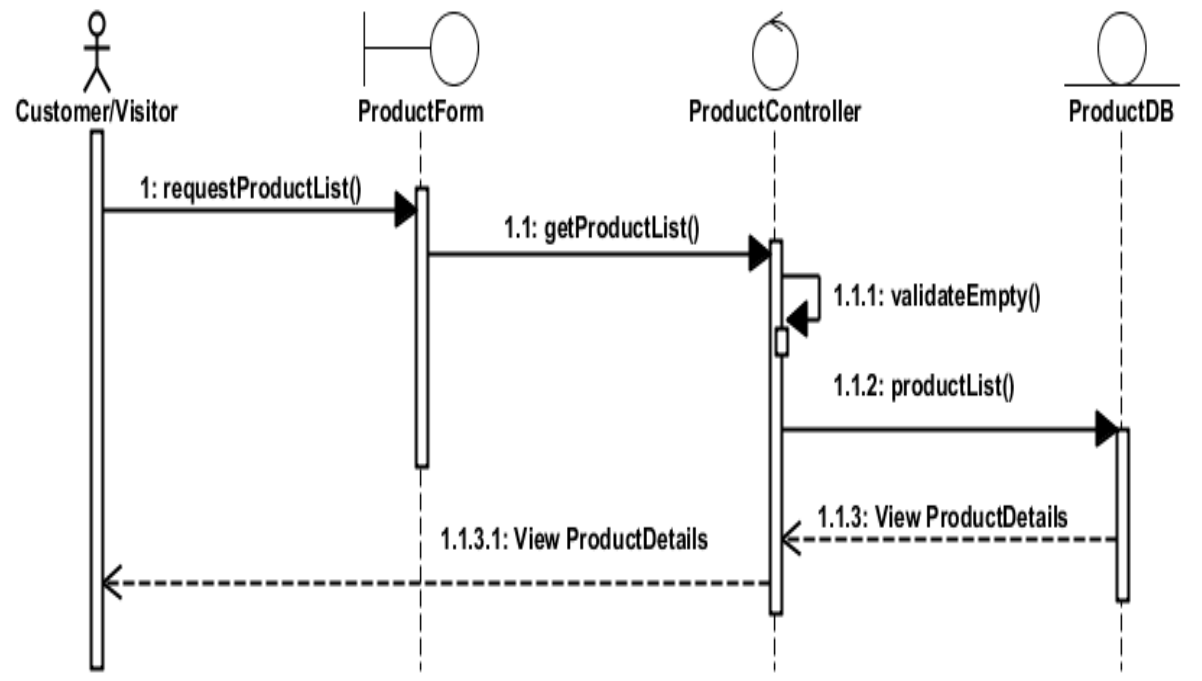 Customer/Visitor
ProductForm
ProductController
ProductDB
1: requestProductList()
1.1: getProductList()
1.1.1: validateEmpty()
1.1.2: productList()
1.1.3: View ProductDetails
1.1.3.1: View ProductDetails